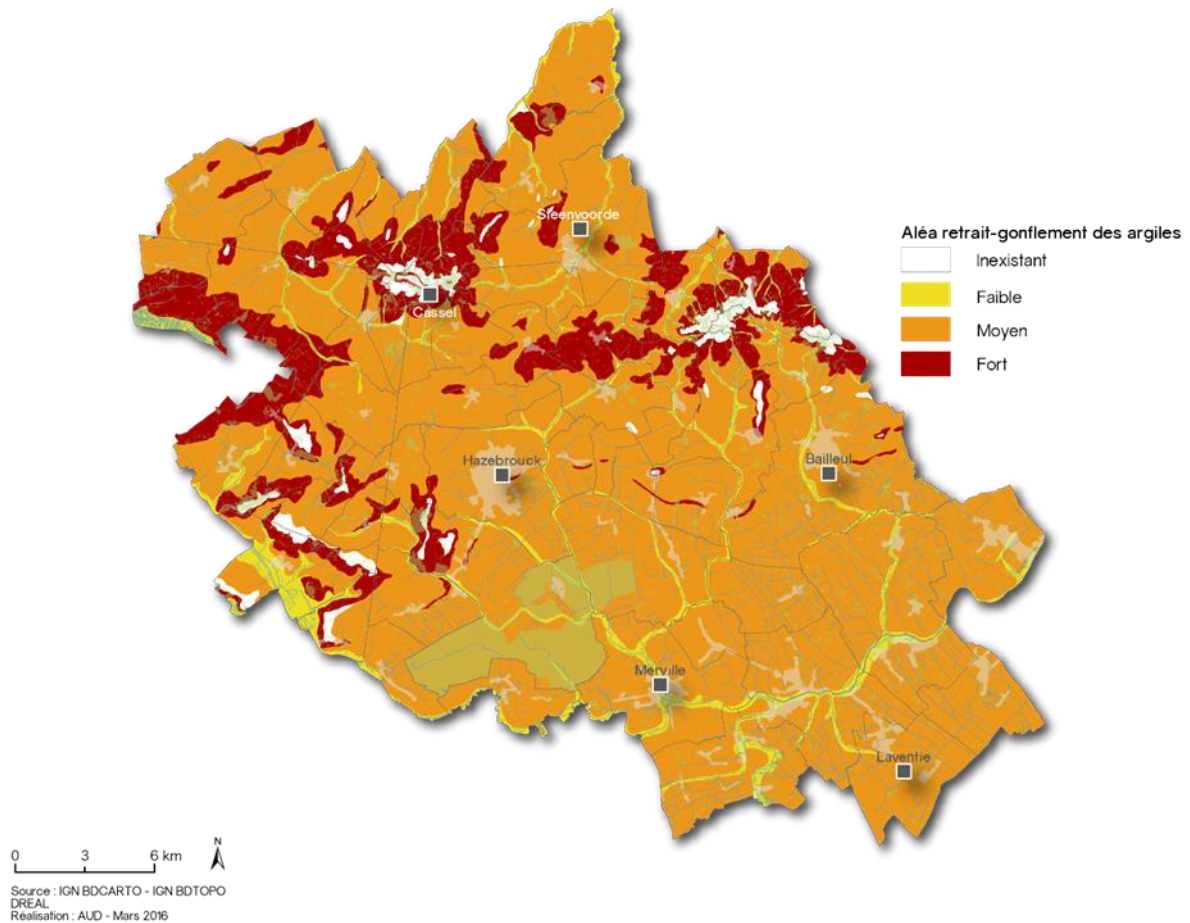 Steenvoorde
Cassel
Aléa retrait-gonflement des argiles
Inexistant
Faible
Moyen
Fort
Hazebrouck
Bailleul
Merville
Laventie
0 3 6 km
N
Source : IGN BDCARTO - IGN BDTOPO
DREAL
Réalisation : AUD - Mars 2016